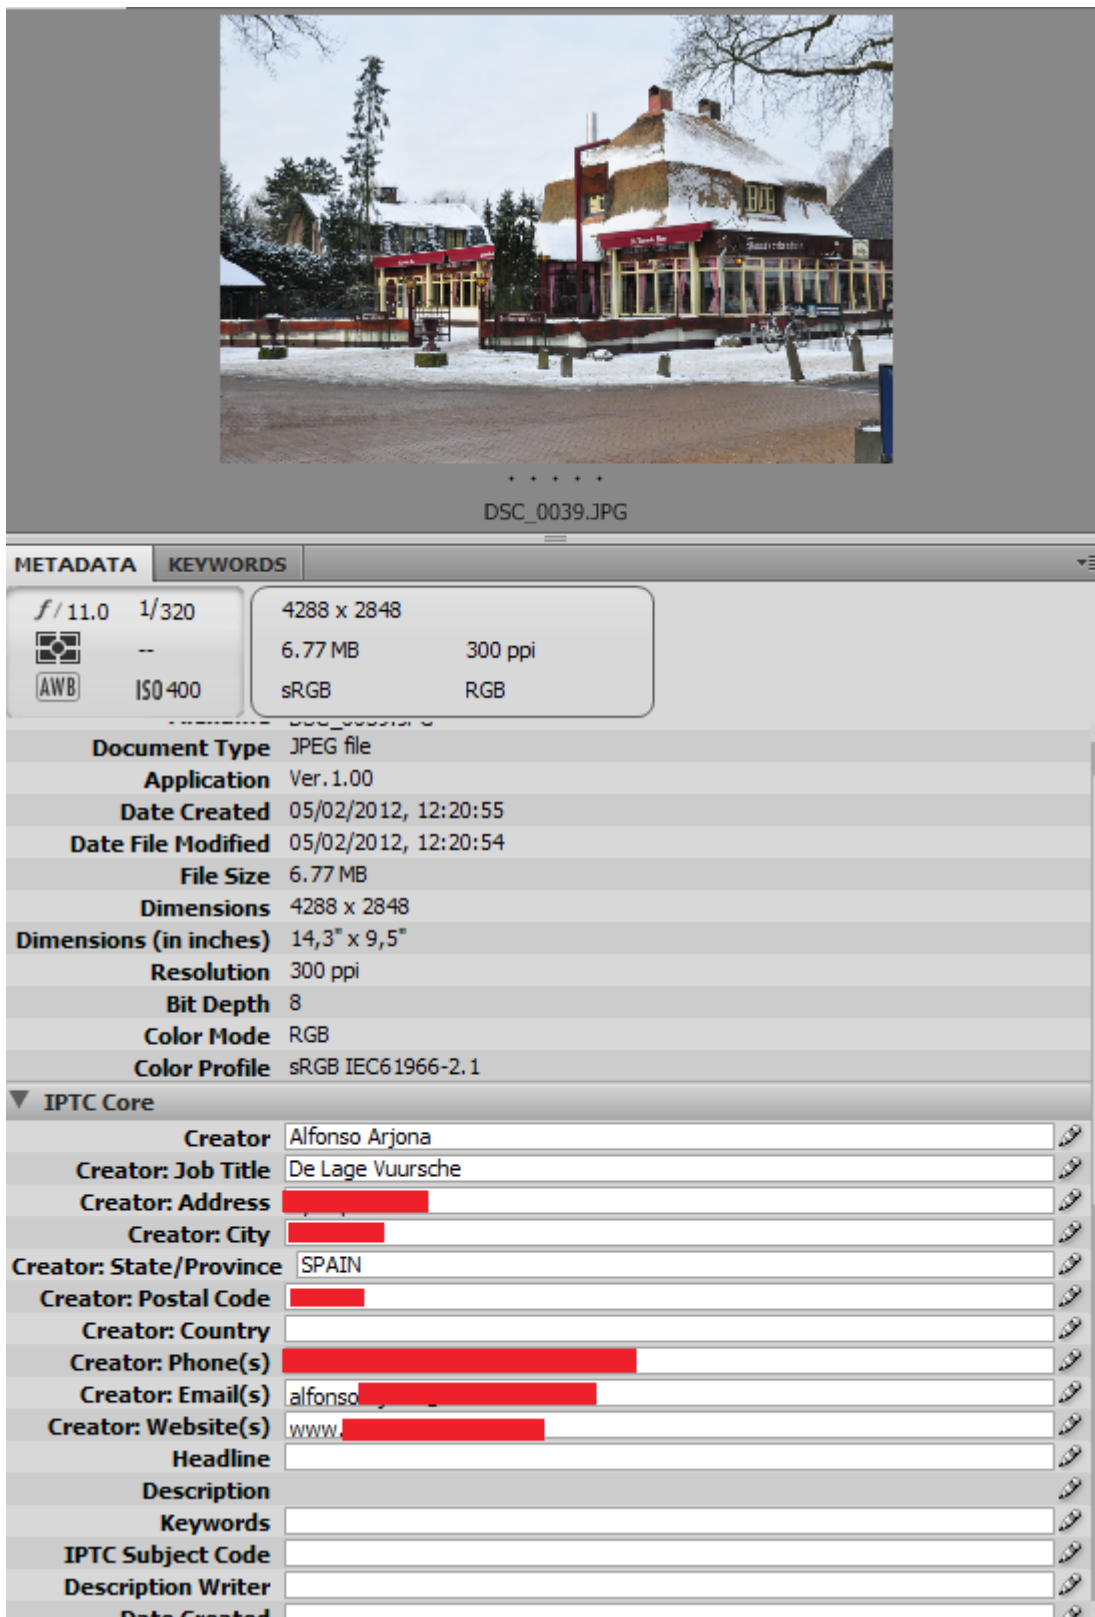 DSC_0039.JPG
METADATA KEYWORDS
f/11.0 1/320
--
AWB ISO400
4288 x 2848
6.77 MB 300 ppi
sRGB RGB
Document Type JPEG file
Application Ver.1.00
Date Created 05/02/2012, 12:20:55
Date File Modified 05/02/2012, 12:20:54
File Size 6.77 MB
Dimensions 4288 x 2848
Dimensions (in inches) 14,3" x 9,5"
Resolution 300 ppi
Bit Depth 8
Color Mode RGB
Color Profile sRGB IEC61966-2.1
IPTC Core
Creator Alfonso Arjona
Creator: Job Title De Lage Vuursche
Creator: Address
Creator: City
Creator: State/Province SPAIN
Creator: Postal Code
Creator: Country
Creator: Phone(s)
Creator: Email(s) alfonso
Creator: Website(s) www.
Headline
Description
Keywords
IPTC Subject Code
Description Writer
Date Created